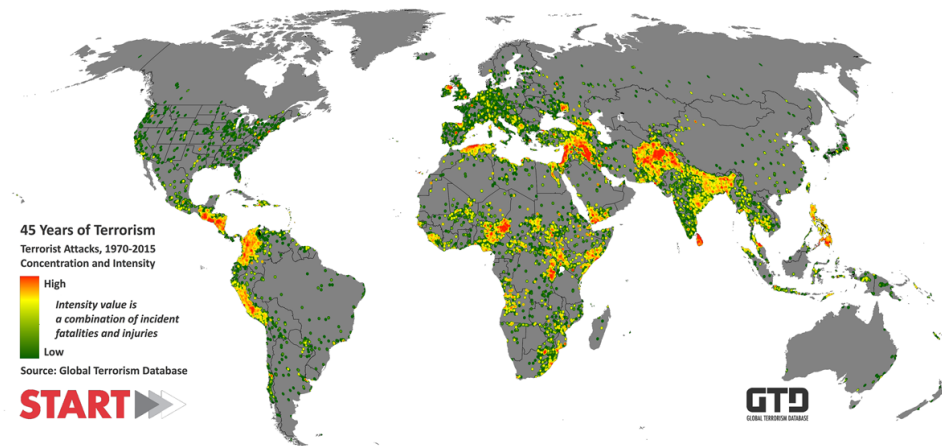 45 Years of Terrorism
Terrorist Attacks, 1970-2015
Concentration and Intensity
High
Intensity value is
a combination of incident
fatalities and injuries
Low
Source: Global Terrorism Database
START
GTD
GLOBAL TERRORISM DATABASE